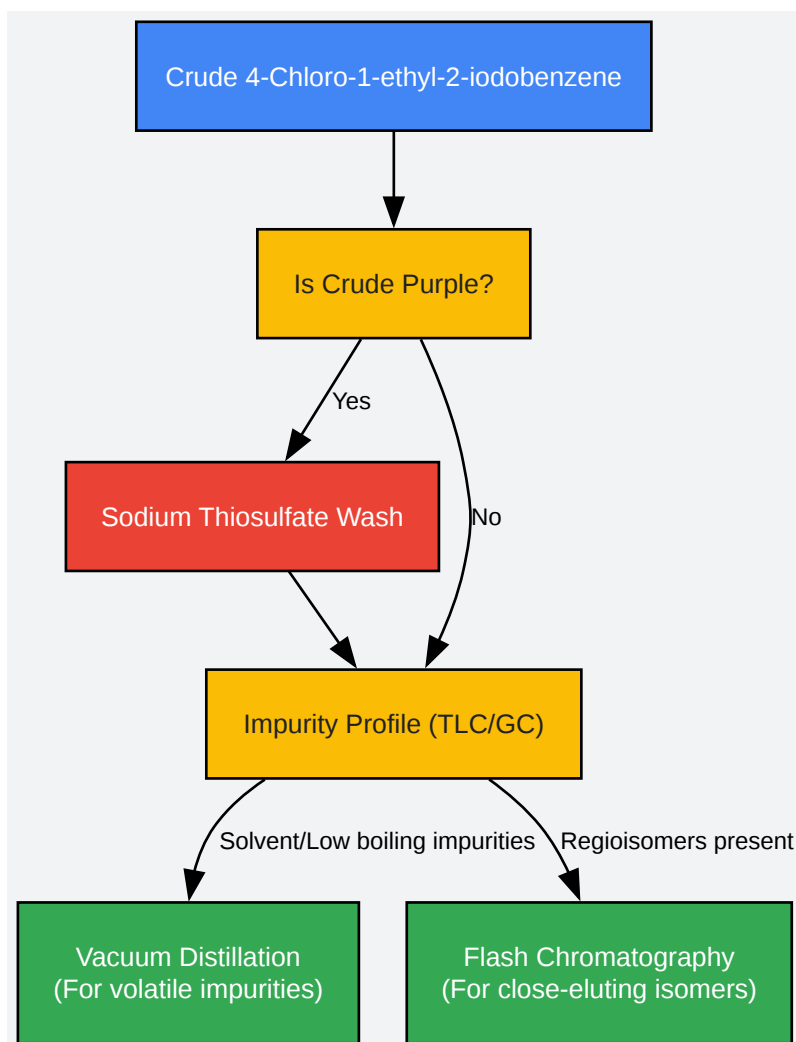 Crude 4-Chloro-1-ethyl-2-iodobenzene
Is Crude Purple?
Yes
Sodium Thiosulfate Wash
No
Impurity Profile (TLC/GC)
Solvent/Low boiling impurities
Regioisomers present
Vacuum Distillation
(For volatile impurities)
Flash Chromatography
(For close-eluting isomers)